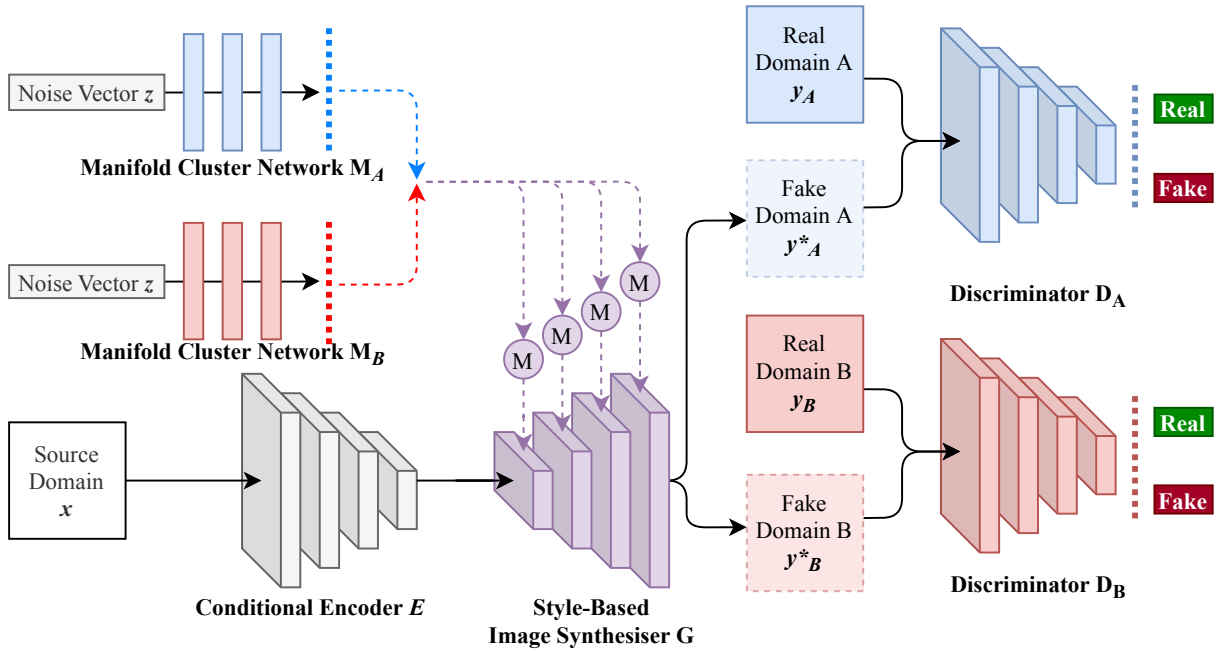 Noise Vector z
Manifold Cluster Network M_A
Noise Vector z
Manifold Cluster Network M_B
Source
Domain
x
Conditional Encoder E
M
M
M
M
Style-Based
Image Synthesiser G
Real
Domain A
y_A
Fake
Domain A
y*_A
Real
Domain B
y_B
Fake
Domain B
y*_B
Real
Fake
Discriminator D_A
Real
Fake
Discriminator D_B